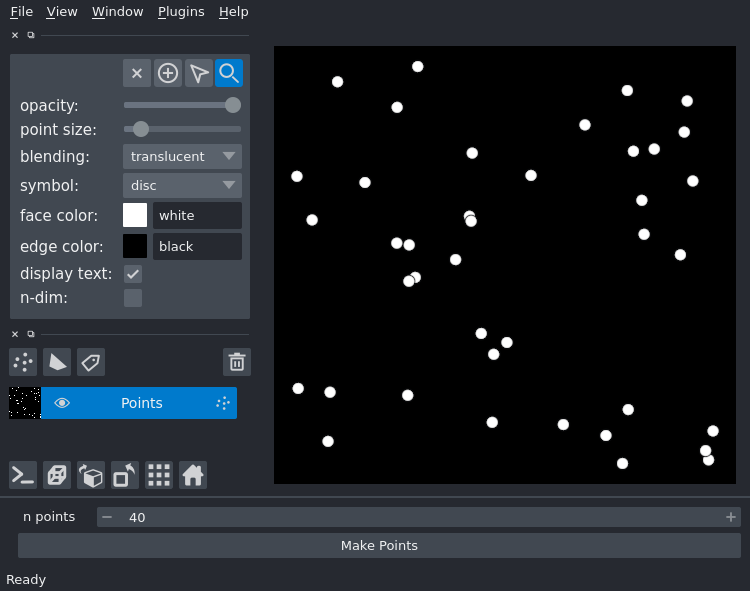 File View Window Plugins Help
opacity:
point size:
blending: translucent
symbol: disc
face color: white
edge color: black
display text:
n-dim:
Points
n points 40
Make Points
Ready